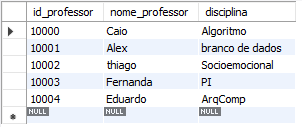 id_professor nome_professor disciplina
10000 Caio Algoritmo
10001 Alex branco de dados
10002 thiago Socioemocional
10003 Fernanda PI
10004 Eduardo ArqComp
NULL NULL NULL